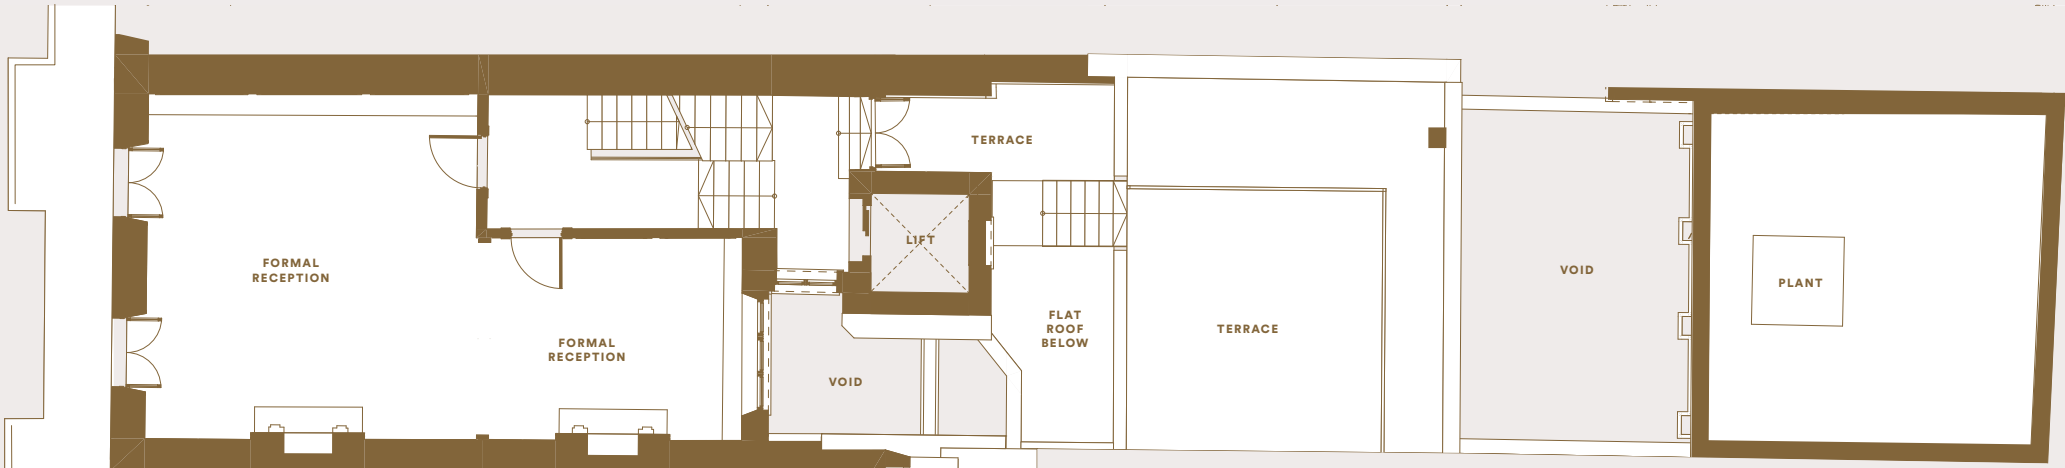 FORMAL
RECEPTION
FORMAL
RECEPTION
TERRACE
LIFT
VOID
FLAT
ROOF
BELOW
TERRACE
VOID
PLANT